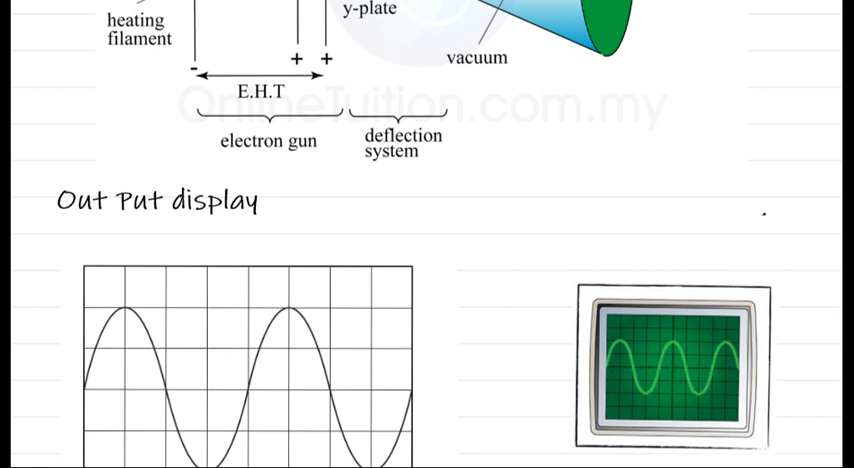 y-plate
heating
filament
vacuum
- + +
E.H.T
OnlineTuition.com.my
electron gun
deflection
system
Out Put display